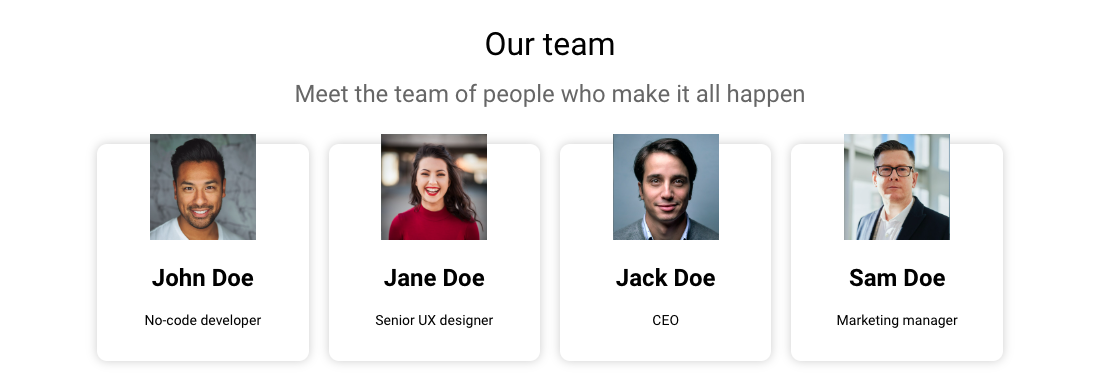 Our team
Meet the team of people who make it all happen
John Doe
No-code developer
Jane Doe
Senior UX designer
Jack Doe
CEO
Sam Doe
Marketing manager